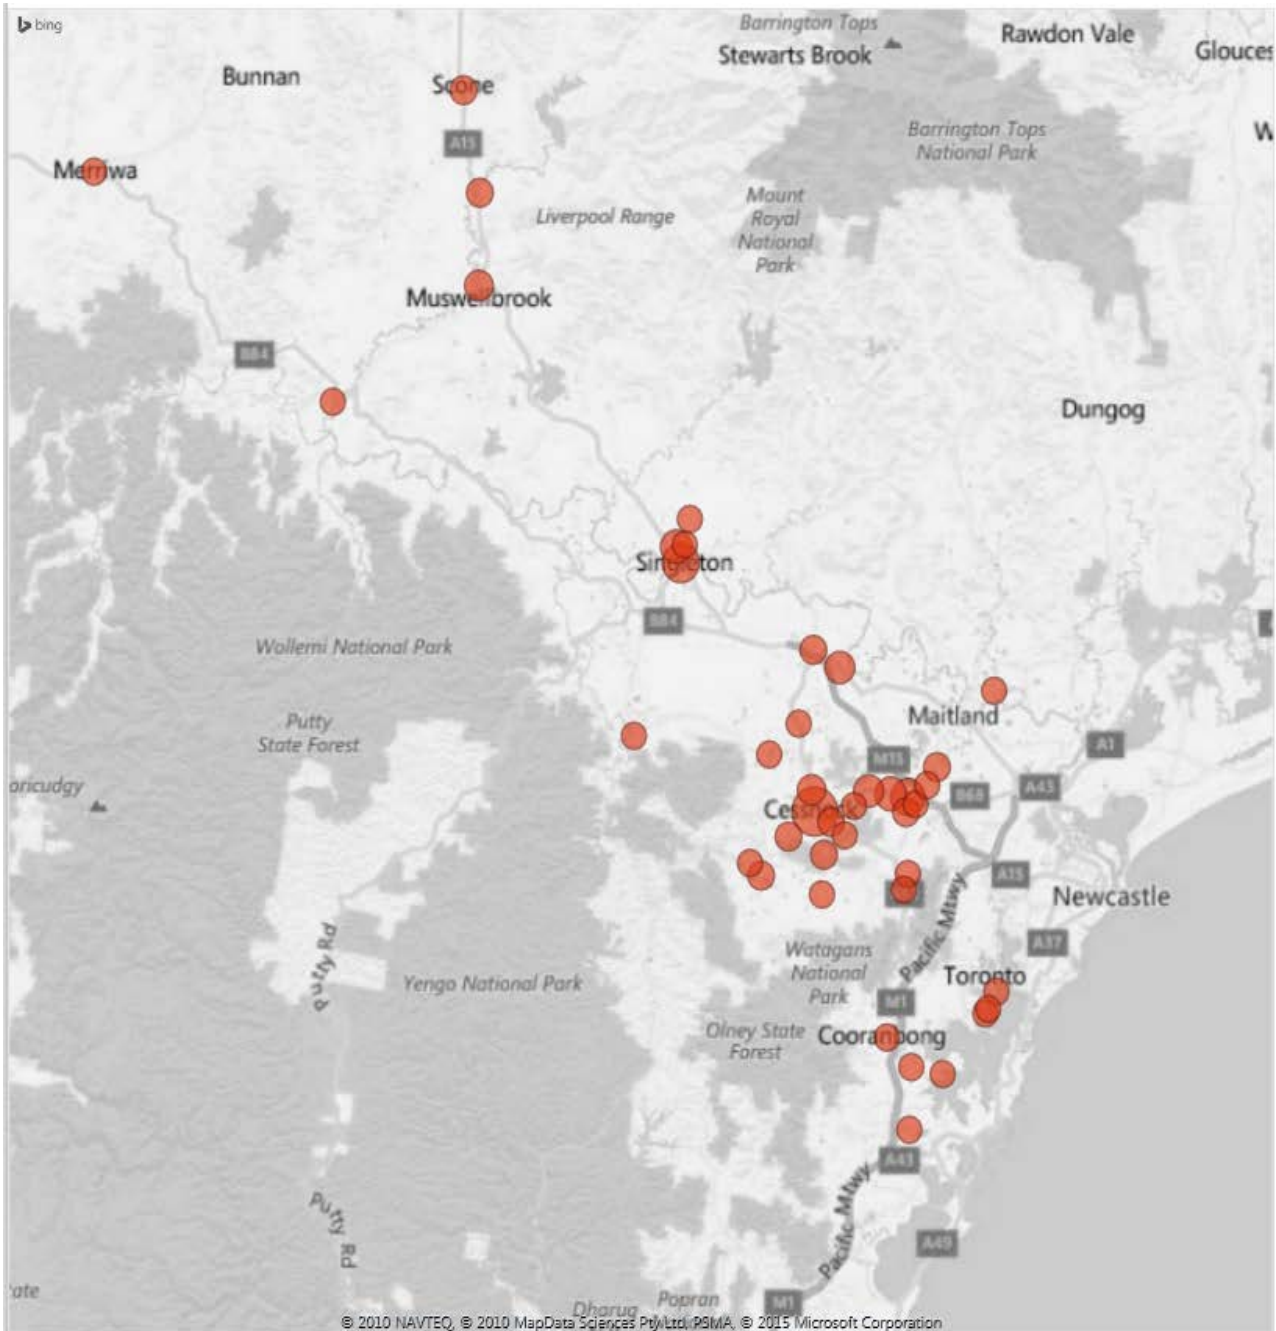 bing
Barrington Tops
Stewarts Brook
Rawdon Vale
Glouces
Bunnan
Scone
A15
Barrington Tops
National Park
W
Merriwa
Liverpool Range
Mount
Royal
National
Park
Muswellbrook
B84
Dungog
Singleton
B84
Wollemi National Park
Putty
State Forest
Maitland
A1
M15
oricudgy
B68
A43
Cessnock
A15
Newcastle
Pacific Mtwy
A37
Putty Rd
Yengo National Park
Watagans
National
Park
Toronto
M1
Olney State
Forest
Cooranbong
A43
Putty Rd
Pacific Mtwy
A49
ate
M1
Dharug
Popran
© 2010 NAVTEQ, © 2010 MapData Sciences Pty Ltd, PSMA, © 2015 Microsoft Corporation